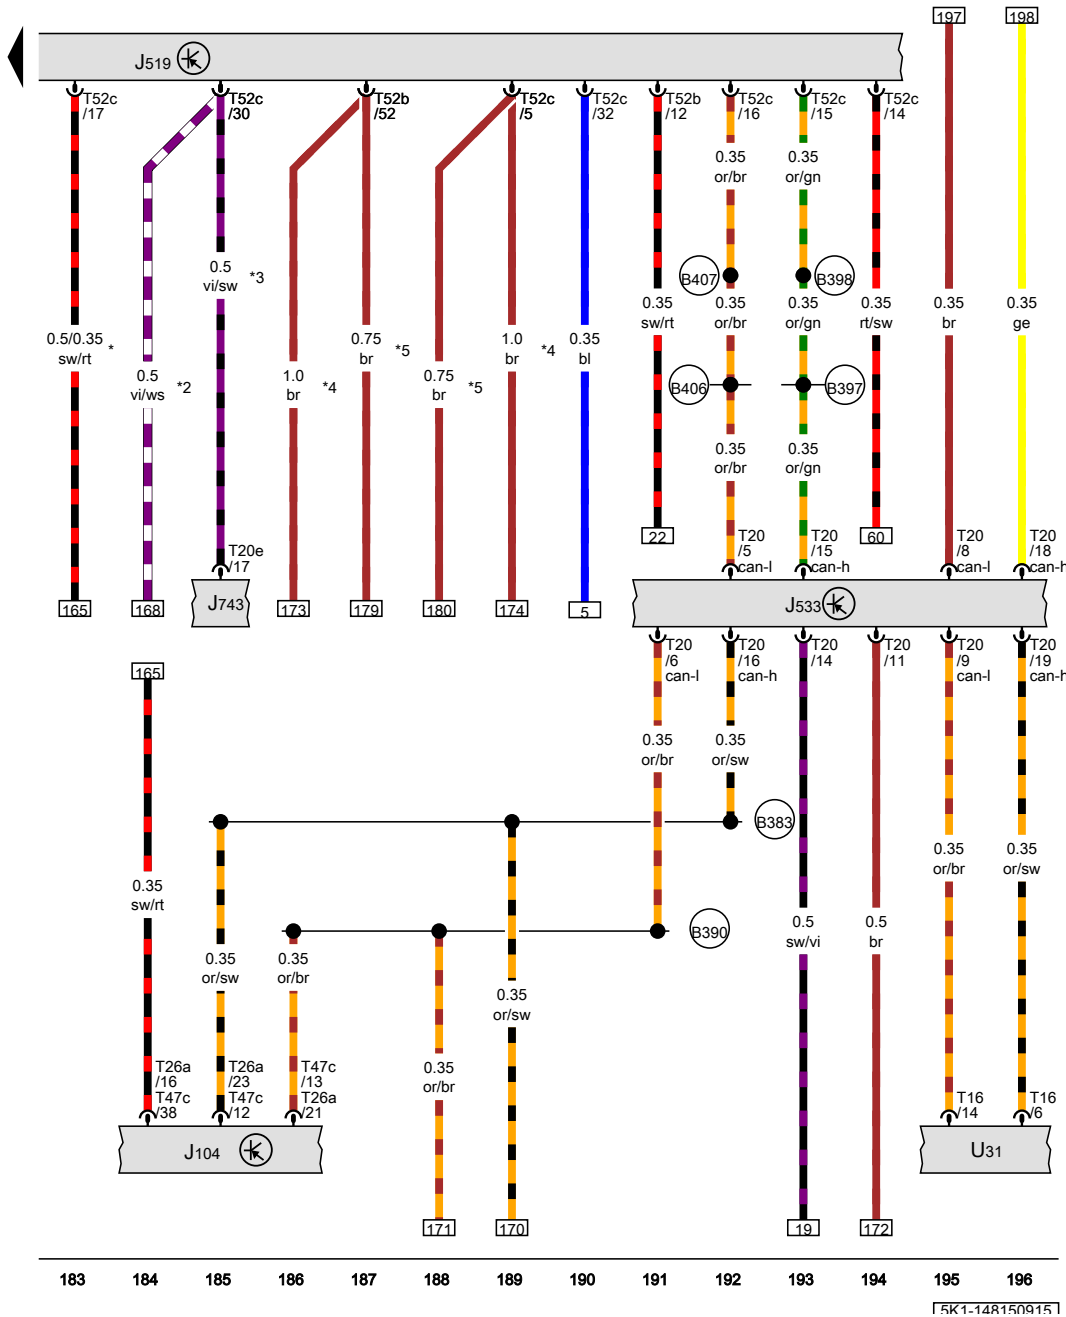 197
198
J519
T52c
/17
T52c
/30
T52b
/52
T52c
/5
T52c
/32
T52b
/12
T52c
/16
T52c
/15
T52c
/14
0.35
or/br
0.35
or/gn
0.5
vi/sw
*3
B407
B398
0.5/0.35
sw/rt
*
0.75
br
*5
1.0
br
*4
0.35
bl
0.35
sw/rt
0.35
or/br
0.35
or/gn
0.35
rt/sw
0.35
br
0.35
ge
0.5
vi/ws
*2
1.0
br
*4
0.75
br
*5
B406
B397
0.35
or/br
0.35
or/gn
22
60
T20e
/17
T20
/5
can-l
T20
/15
can-h
T20
/8
can-l
T20
/18
can-h
165
168
J743
173
179
180
174
5
J533
T20
/6
can-l
T20
/16
can-h
T20
/14
T20
/11
T20
/9
can-l
T20
/19
can-h
165
0.35
or/br
0.35
or/sw
B383
0.35
sw/rt
0.35
or/br
0.35
or/sw
B390
0.5
sw/vi
0.5
br
0.35
or/sw
0.35
or/br
0.35
or/sw
0.35
or/br
T26a
/16
T47c
/38
T26a
/23
T47c
/12
T47c
/13
T26a
/21
T16
/14
T16
/6
J104
U31
171
170
19
172
183 184 185 186 187 188 189 190 191 192 193 194 195 196
5K1-148150915